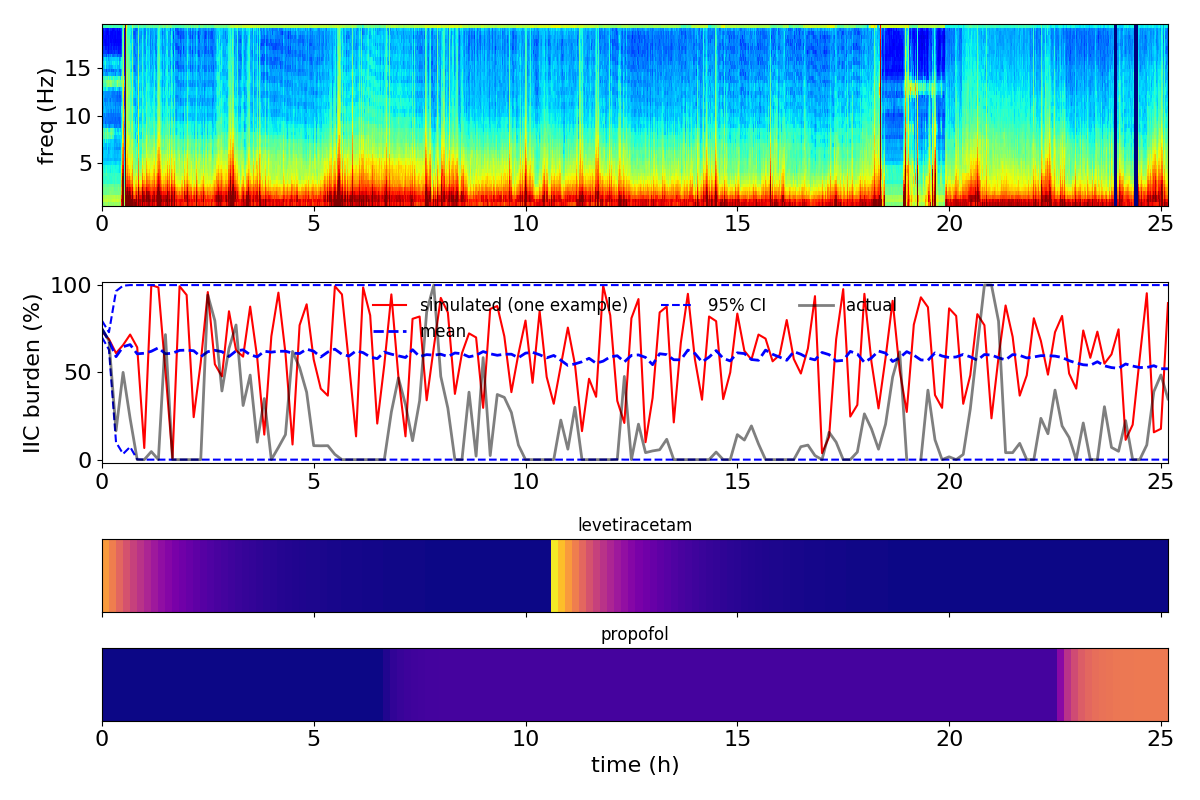 freq (Hz)
15
10
5
0 5 10 15 20 25
IIC burden (%)
100
50
0
simulated (one example) 95% CI actual
mean
0 5 10 15 20 25
levetiracetam
propofol
0 5 10 15 20 25
time (h)